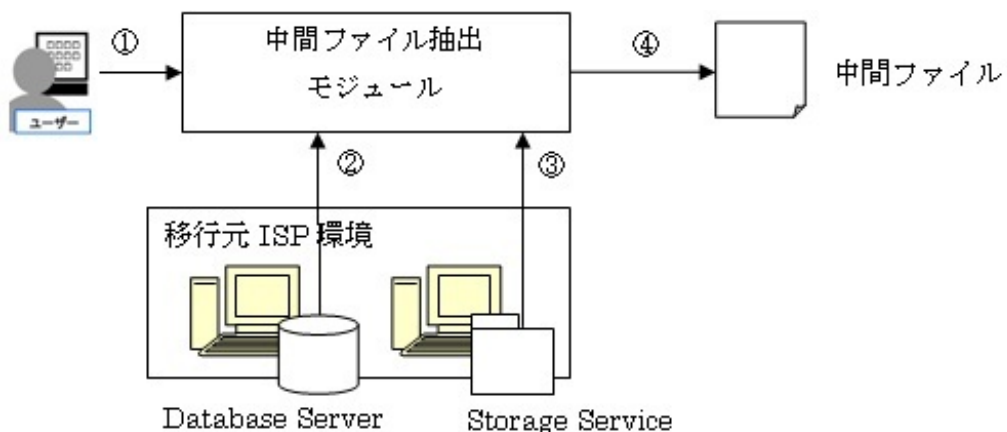 ①
中間ファイル抽出
モジュール
④
中間ファイル
ユーザー
②
③
移行元 ISP 環境
Database Server
Storage Service